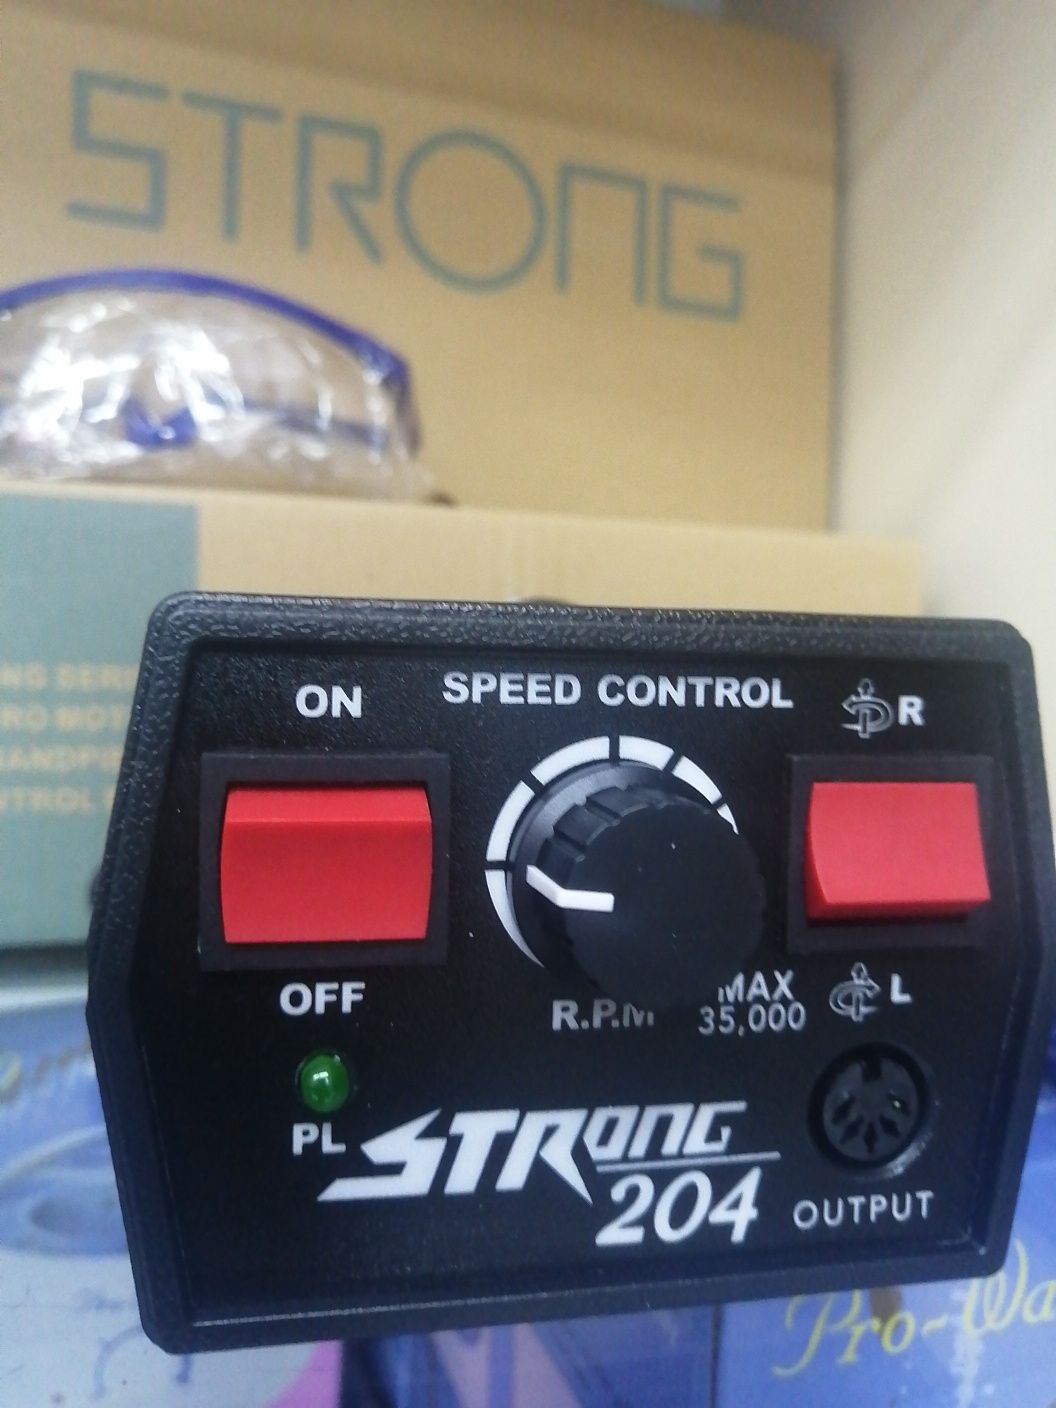 STRONG
ON
SPEED CONTROL
R
OFF
R.P.M
MAX
35,000
L
PL
STRONG
204
OUTPUT